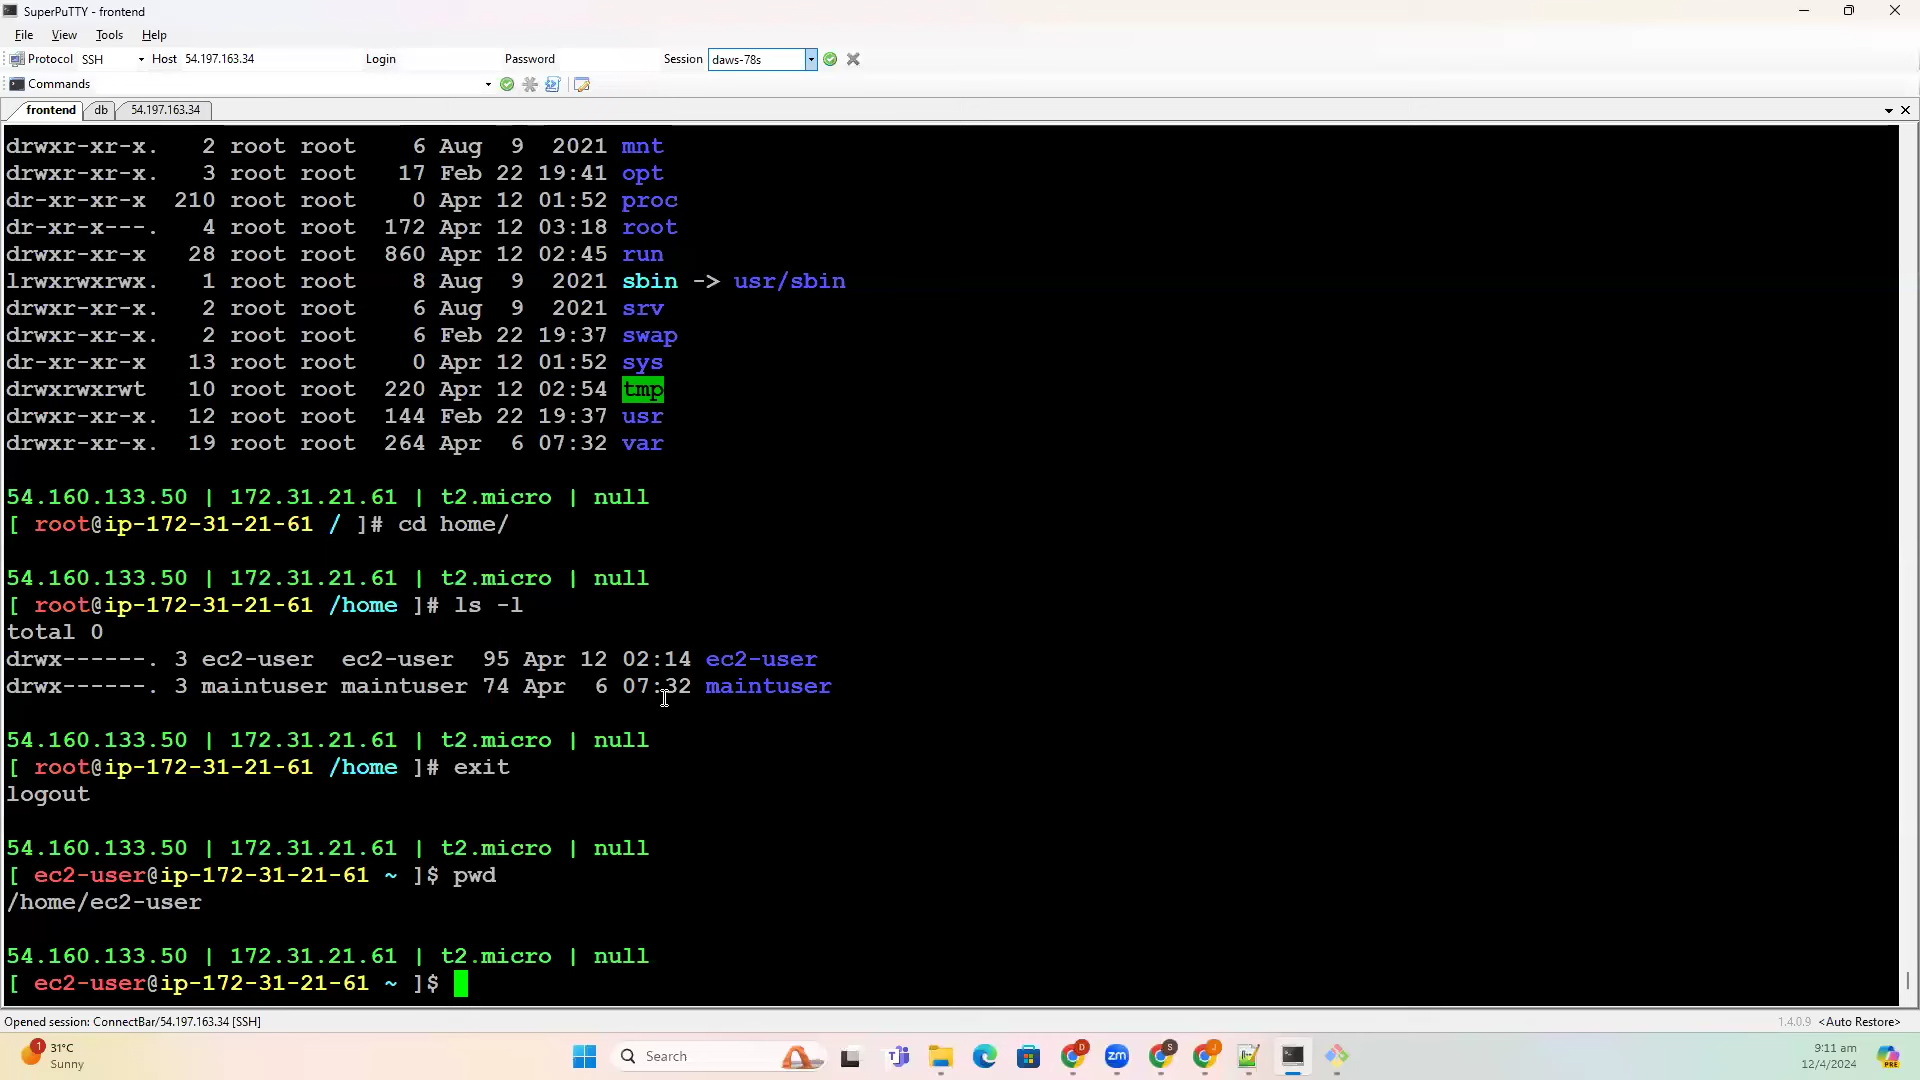 SuperPuTTY - frontend
File View Tools Help
Protocol SSH Host 54.197.163.34 Login Password Session daws-78s
Commands
frontend db 54.197.163.34
drwxr-xr-x.   2 root root    6 Aug  9  2021 mnt
drwxr-xr-x.   3 root root   17 Feb 22 19:41 opt
dr-xr-xr-x  210 root root    0 Apr 12 01:52 proc
dr-xr-x---.   4 root root  172 Apr 12 03:18 root
drwxr-xr-x   28 root root  860 Apr 12 02:45 run
lrwxrwxrwx.   1 root root    8 Aug  9  2021 sbin -> usr/sbin
drwxr-xr-x.   2 root root    6 Aug  9  2021 srv
drwxr-xr-x.   2 root root    6 Feb 22 19:37 swap
dr-xr-xr-x   13 root root    0 Apr 12 01:52 sys
drwxrwxrwt   10 root root  220 Apr 12 02:54 tmp
drwxr-xr-x.  12 root root  144 Feb 22 19:37 usr
drwxr-xr-x.  19 root root  264 Apr  6 07:32 var
54.160.133.50 | 172.31.21.61 | t2.micro | null
[ root@ip-172-31-21-61 / ]# cd home/
54.160.133.50 | 172.31.21.61 | t2.micro | null
[ root@ip-172-31-21-61 /home ]# ls -l
total 0
drwx------. 3 ec2-user  ec2-user  95 Apr 12 02:14 ec2-user
drwx------. 3 maintuser maintuser 74 Apr  6 07:32 maintuser
54.160.133.50 | 172.31.21.61 | t2.micro | null
[ root@ip-172-31-21-61 /home ]# exit
logout
54.160.133.50 | 172.31.21.61 | t2.micro | null
[ ec2-user@ip-172-31-21-61 ~ ]$ pwd
/home/ec2-user
54.160.133.50 | 172.31.21.61 | t2.micro | null
[ ec2-user@ip-172-31-21-61 ~ ]$
Opened session: ConnectBar/54.197.163.34 [SSH] 1.4.0.9 <Auto Restore>
1 31°C
Sunny
Search
D zm S J
9:11 am
12/4/2024
PRE